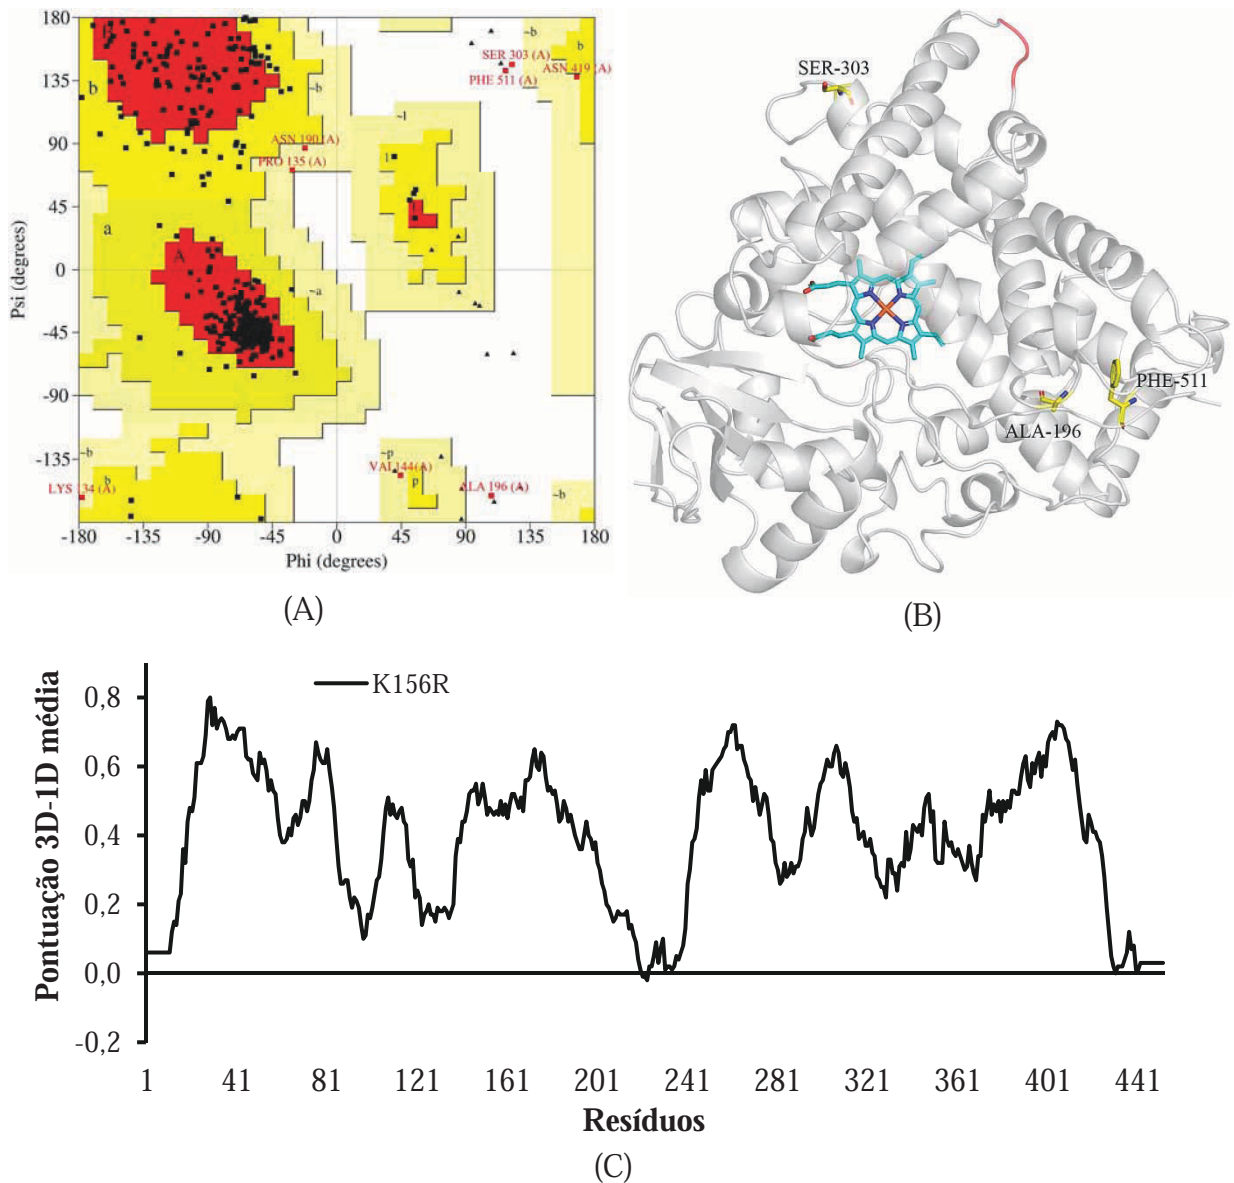 180
135
90
45
0
-45
-90
-135
Psi (degrees)
B
b
a
A
~b
~a
~l
l
~b
b
SER 303 (A)
PHE 511 (A)
ASN 419 (A)
ASN 190 (A)
PRO 135 (A)
~b
b
LYS 134 (A)
~p
VAL 144 (A)
p
ALA 196 (A)
~b
-180 -135 -90 -45 0 45 90 135 180
Phi (degrees)
(A)
SER-303
PHE-511
ALA-196
(B)
K156R
Pontuação 3D-1D média
0,8
0,6
0,4
0,2
0,0
-0,2
1 41 81 121 161 201 241 281 321 361 401 441
Resíduos
(C)